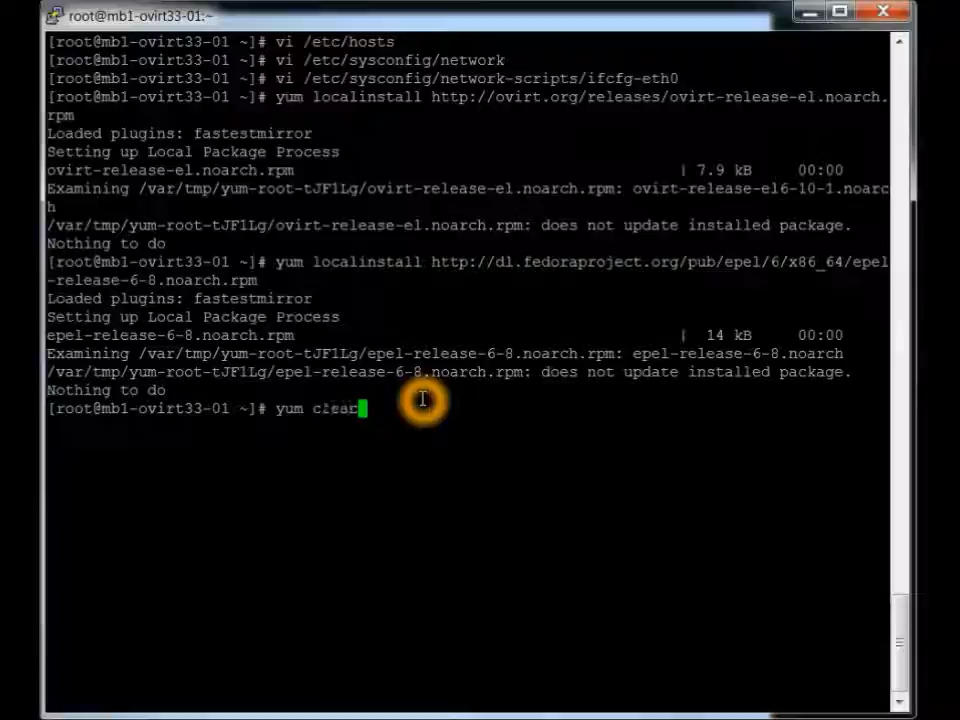 root@mb1-ovirt33-01:~
[root@mb1-ovirt33-01 ~]# vi /etc/hosts
[root@mb1-ovirt33-01 ~]# vi /etc/sysconfig/network
[root@mb1-ovirt33-01 ~]# vi /etc/sysconfig/network-scripts/ifcfg-eth0
[root@mb1-ovirt33-01 ~]# yum localinstall http://ovirt.org/releases/ovirt-release-el.noarch.
rpm
Loaded plugins: fastestmirror
Setting up Local Package Process
ovirt-release-el.noarch.rpm | 7.9 kB 00:00
Examining /var/tmp/yum-root-tJF1Lg/ovirt-release-el.noarch.rpm: ovirt-release-el6-10-1.noarc
h
/var/tmp/yum-root-tJF1Lg/ovirt-release-el.noarch.rpm: does not update installed package.
Nothing to do
[root@mb1-ovirt33-01 ~]# yum localinstall http://dl.fedoraproject.org/pub/epel/6/x86_64/epel
-release-6-8.noarch.rpm
Loaded plugins: fastestmirror
Setting up Local Package Process
epel-release-6-8.noarch.rpm | 14 kB 00:00
Examining /var/tmp/yum-root-tJF1Lg/epel-release-6-8.noarch.rpm: epel-release-6-8.noarch
/var/tmp/yum-root-tJF1Lg/epel-release-6-8.noarch.rpm: does not update installed package.
Nothing to do
[root@mb1-ovirt33-01 ~]# yum